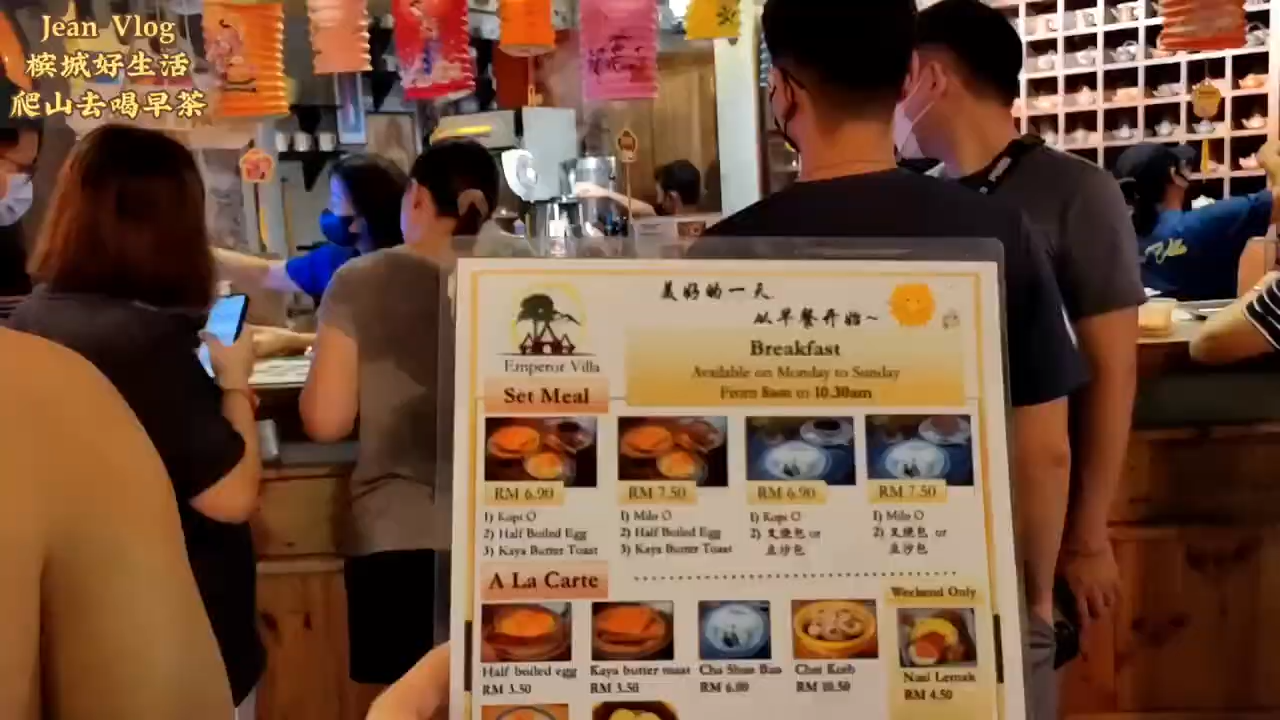 Jean Vlog
槟城好生活
爬山去喝早茶
美好的一天
从早餐开始~
Emperor Villa
Breakfast
Available on Monday to Sunday
From 8am to 10.30am
Set Meal
RM 6.90
1) Kopi O
2) Half Boiled Egg
3) Kaya Butter Toast
RM 7.50
1) Milo O
2) Half Boiled Egg
3) Kaya Butter Toast
RM 6.90
1) Kopi O
2) 叉烧包 or
豆沙包
RM 7.50
1) Milo O
2) 叉烧包 or
豆沙包
A La Carte
Weekend Only
Half boiled egg
RM 3.50
Kaya butter toast
RM 3.50
Cha Shao Bao
RM 6.00
Choi Kueh
RM 10.50
Nasi Lemak
RM 4.50